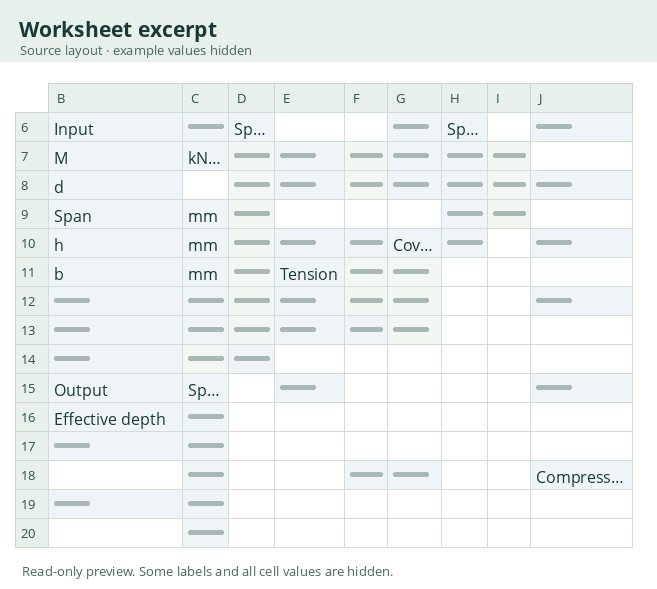 Worksheet excerpt
Source layout · example values hidden
B C D E F G H I J
6 Input Sp... Sp...
7 M kN...
8 d
9 Span mm
10 h mm Cov...
11 b mm Tension
12
13
14
15 Output Sp...
16 Effective depth
17
18 Compress...
19
20
Read-only preview. Some labels and all cell values are hidden.